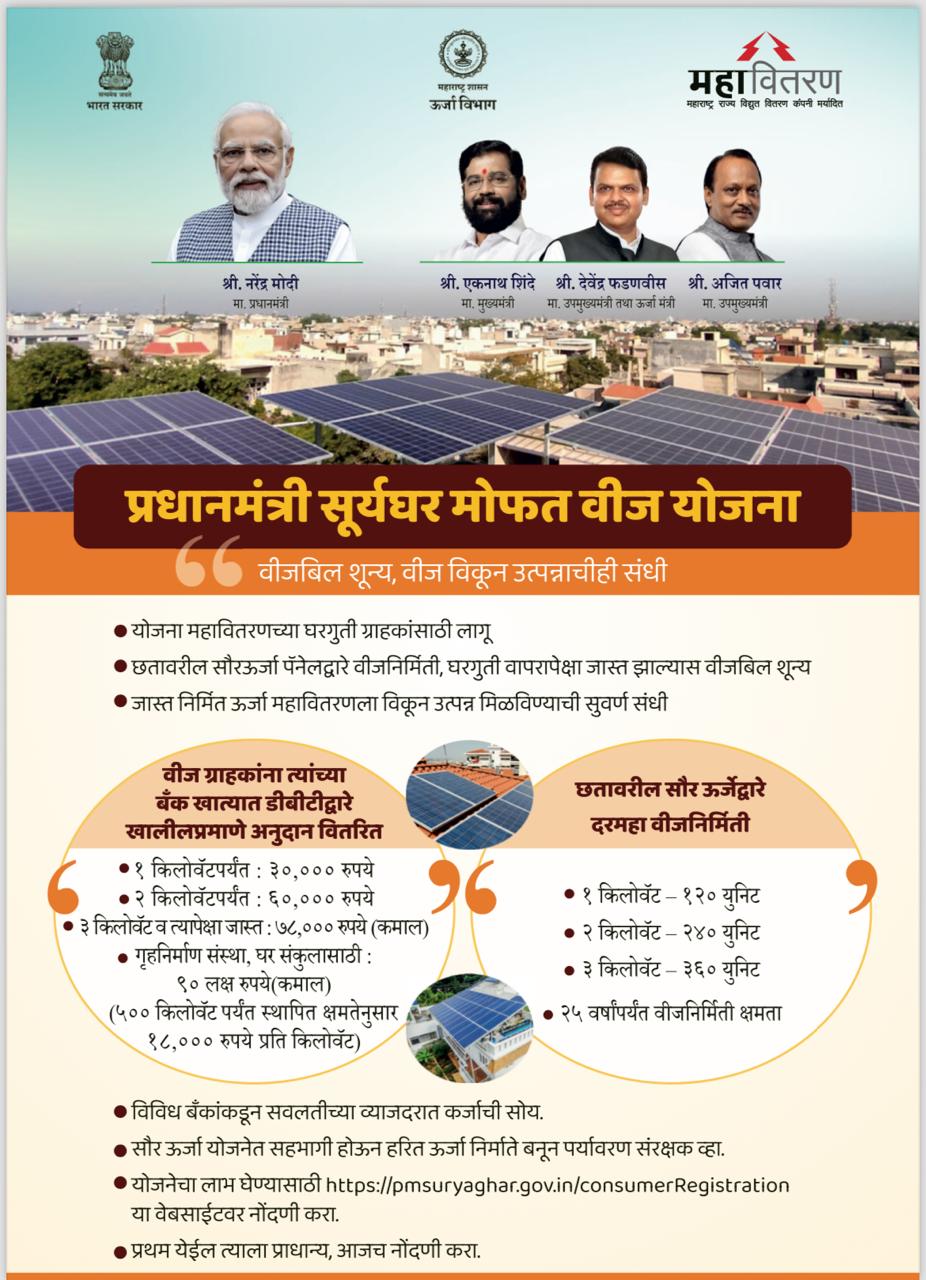 सत्यमेव जयते
भारत सरकार
महाराष्ट्र शासन
ऊर्जा विभाग
महावितरण
महाराष्ट्र राज्य विद्युत वितरण कंपनी मर्यादित
श्री. नरेंद्र मोदी
मा. प्रधानमंत्री
श्री. एकनाथ शिंदे
मा. मुख्यमंत्री
श्री. देवेंद्र फडणवीस
मा. उपमुख्यमंत्री तथा ऊर्जा मंत्री
श्री. अजित पवार
मा. उपमुख्यमंत्री
प्रधानमंत्री सूर्यघर मोफत वीज योजना
“ वीजबिल शून्य, वीज विकून उत्पन्नाचीही संधी
● योजना महावितरणच्या घरगुती ग्राहकांसाठी लागू
● छतावरील सौरऊर्जा पॅनेलद्वारे वीजनिर्मिती, घरगुती वापरापेक्षा जास्त झाल्यास वीजबिल शून्य
● जास्त निर्मित ऊर्जा महावितरणला विकून उत्पन्न मिळविण्याची सुवर्ण संधी
वीज ग्राहकांना त्यांच्या
बँक खात्यात डीबीटीद्वारे
खालीलप्रमाणे अनुदान वितरित
● १ किलोवॅटपर्यंत : ३०,००० रुपये
● २ किलोवॅटपर्यंत : ६०,००० रुपये
● ३ किलोवॅट व त्यापेक्षा जास्त : ७८,००० रुपये (कमाल)
● गृहनिर्माण संस्था, घर संकुलासाठी :
९० लक्ष रुपये(कमाल)
(५०० किलोवॅट पर्यंत स्थापित क्षमतेनुसार
१८,००० रुपये प्रति किलोवॅट)
छतावरील सौर ऊर्जेद्वारे
दरमहा वीजनिर्मिती
● १ किलोवॅट – १२० युनिट
● २ किलोवॅट – २४० युनिट
● ३ किलोवॅट – ३६० युनिट
● २५ वर्षांपर्यंत वीजनिर्मिती क्षमता
● विविध बँकांकडून सवलतीच्या व्याजदरात कर्जाची सोय.
● सौर ऊर्जा योजनेत सहभागी होऊन हरित ऊर्जा निर्माते बनून पर्यावरण संरक्षक व्हा.
● योजनेचा लाभ घेण्यासाठी https://pmsuryaghar.gov.in/consumerRegistration
या वेबसाईटवर नोंदणी करा.
● प्रथम येईल त्याला प्राधान्य, आजच नोंदणी करा.